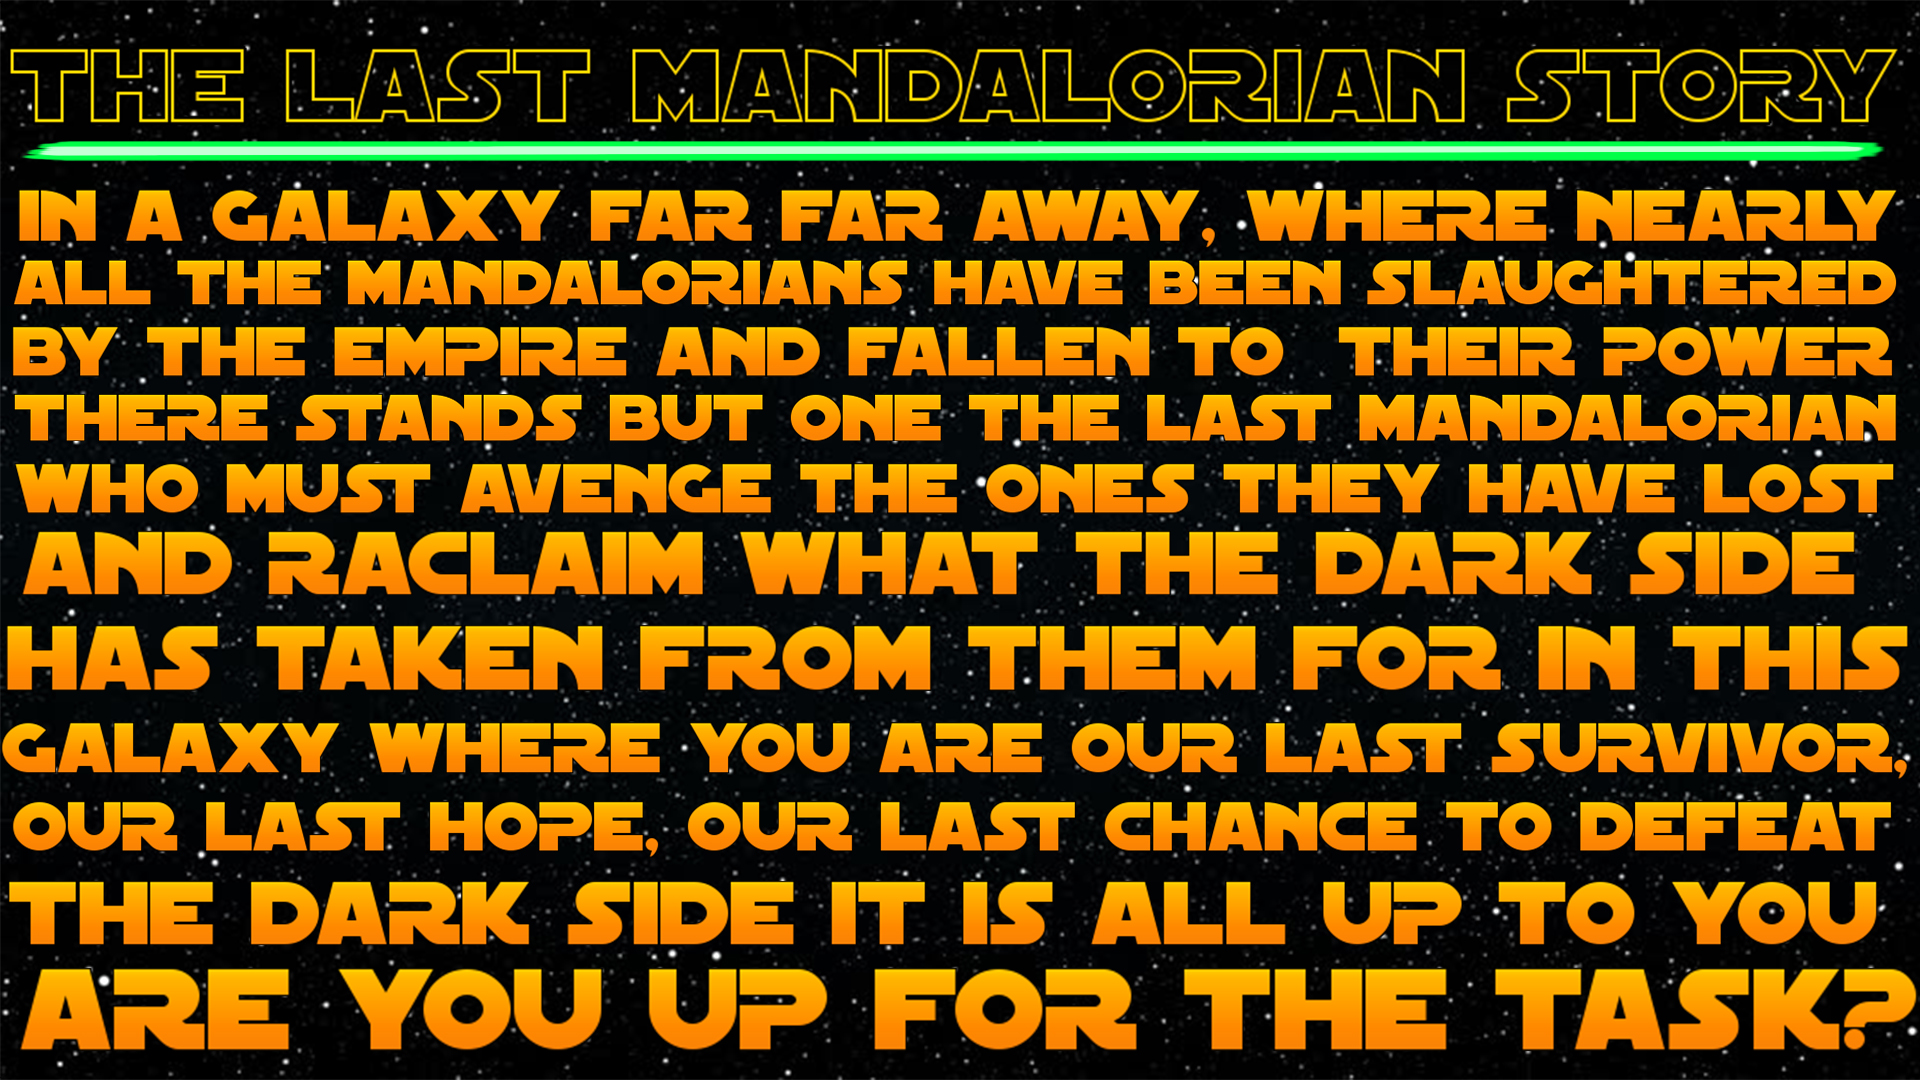 THE LAST MANDALORIAN STORY
IN A GALAXY FAR FAR AWAY, WHERE NEARLY
ALL THE MANDALORIANS HAVE BEEN SLAUGHTERED
BY THE EMPIRE AND FALLEN TO THEIR POWER
THERE STANDS BUT ONE THE LAST MANDALORIAN
WHO MUST AVENGE THE ONES THEY HAVE LOST
AND RACLAIM WHAT THE DARK SIDE
HAS TAKEN FROM THEM FOR IN THIS
GALAXY WHERE YOU ARE OUR LAST SURVIVOR,
OUR LAST HOPE, OUR LAST CHANCE TO DEFEAT
THE DARK SIDE IT IS ALL UP TO YOU
ARE YOU UP FOR THE TASK?